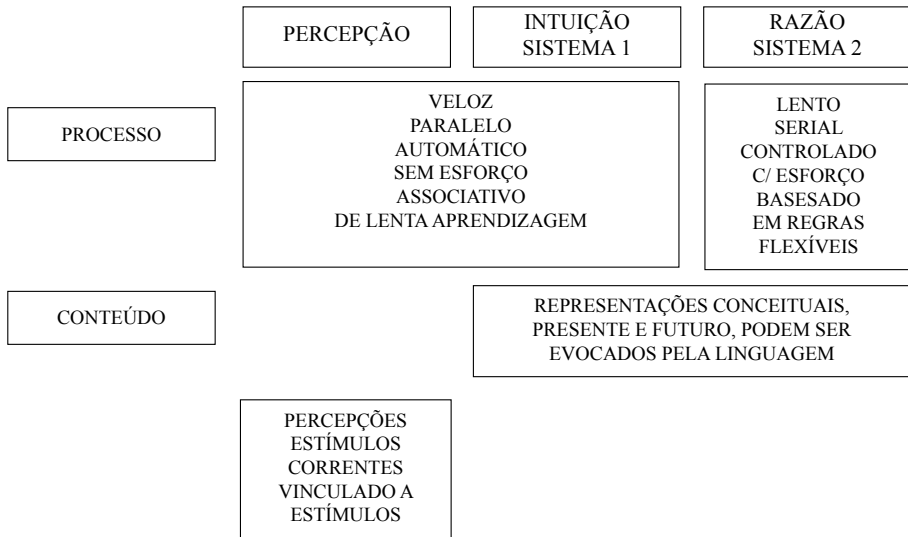 PERCEPÇÃO
INTUIÇÃO
SISTEMA 1
RAZÃO
SISTEMA 2
PROCESSO
VELOZ
PARALELO
AUTOMÁTICO
SEM ESFORÇO
ASSOCIATIVO
DE LENTA APRENDIZAGEM
LENTO
SERIAL
CONTROLADO
C/ ESFORÇO
BASESADO
EM REGRAS
FLEXÍVEIS
CONTEÚDO
REPRESENTAÇÕES CONCEITUAIS,
PRESENTE E FUTURO, PODEM SER
EVOCADOS PELA LINGUAGEM
PERCEPÇÕES
ESTÍMULOS
CORRENTES
VINCULADO A
ESTÍMULOS